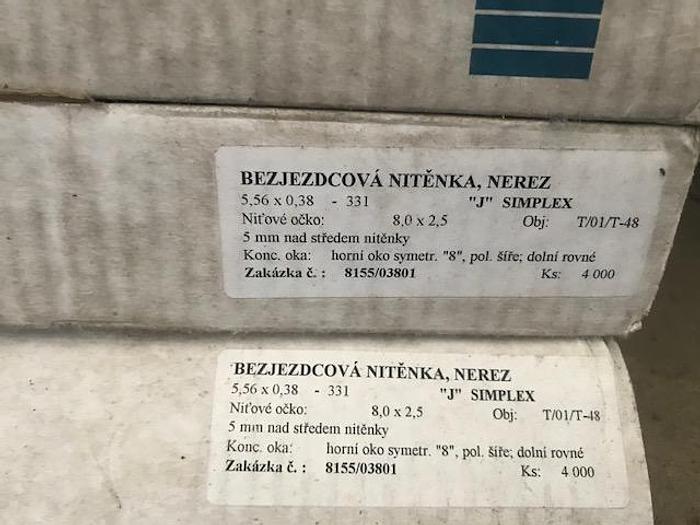 BEZJEZDCOVÁ NITĚNKA, NEREZ
5,56 x 0,38 - 331 "J" SIMPLEX
Niťové očko: 8,0 x 2,5 Obj: T/01/T-48
5 mm nad středem nitěnky
Konc. oka: horní oko symetr. "8", pol. šíře; dolní rovné
Zakázka č. : 8155/03801 Ks: 4 000
BEZJEZDCOVÁ NITĚNKA, NEREZ
5,56 x 0,38 - 331 "J" SIMPLEX
Niťové očko: 8,0 x 2,5 Obj: T/01/T-48
5 mm nad středem nitěnky
Konc. oka: horní oko symetr. "8", pol. šíře; dolní rovné
Zakázka č. : 8155/03801 Ks: 4 000